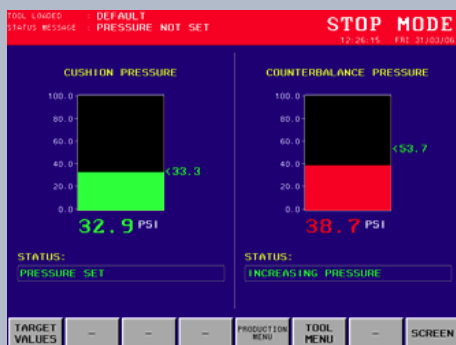 TOOL LOADED : DEFAULT
STATUS MESSAGE : PRESSURE NOT SET
STOP MODE
12:26:15 FRI 31/03/06
CUSHION PRESSURE
100.0
80.0
60.0
40.0
20.0
0.0
<33.3
32.9 PSI
STATUS:
PRESSURE SET
COUNTERBALANCE PRESSURE
100.0
80.0
60.0
40.0
20.0
0.0
<53.7
38.7 PSI
STATUS:
INCREASING PRESSURE
TARGET VALUES
–
–
–
PRODUCTION MENU
TOOL MENU
–
SCREEN